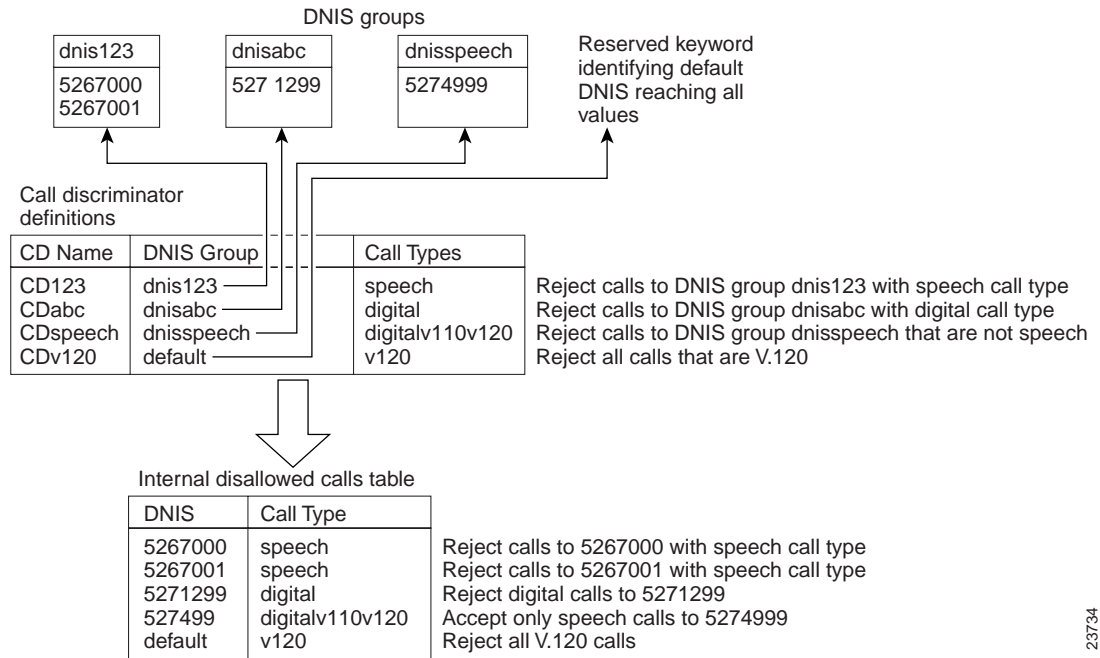 DNIS groups
dnis123
5267000
5267001
dnisabc
527 1299
dnisspeech
5274999
Reserved keyword
identifying default
DNIS reaching all
values
Call discriminator
definitions
CD Name DNIS Group Call Types
CD123 dnis123 speech Reject calls to DNIS group dnis123 with speech call type
CDabc dnisabc digital Reject calls to DNIS group dnisabc with digital call type
CDspeech dnisspeech digitalv110v120 Reject calls to DNIS group dnisspeech that are not speech
CDv120 default v120 Reject all calls that are V.120
Internal disallowed calls table
DNIS Call Type
5267000 speech Reject calls to 5267000 with speech call type
5267001 speech Reject calls to 5267001 with speech call type
5271299 digital Reject digital calls to 5271299
527499 digitalv110v120 Accept only speech calls to 5274999
default v120 Reject all V.120 calls
23734